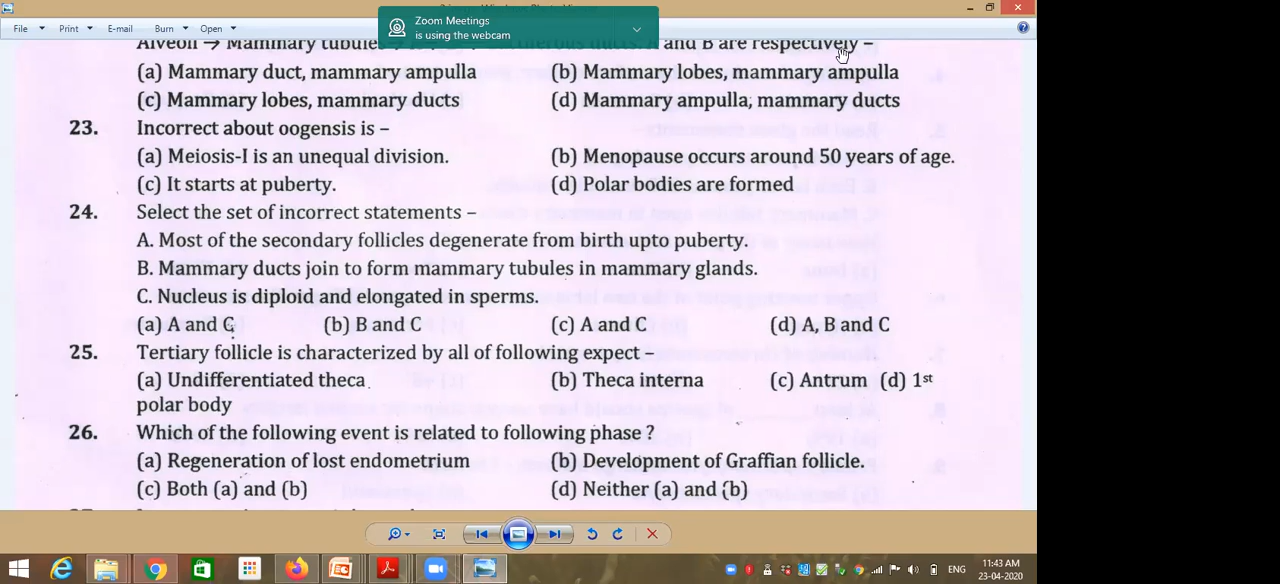 Zoom Meetings
is using the webcam
File Print E-mail Burn Open
Alveoli → Mammary tubules → ducts. A and B are respectively –
(a) Mammary duct, mammary ampulla (b) Mammary lobes, mammary ampulla
(c) Mammary lobes, mammary ducts (d) Mammary ampulla, mammary ducts
23. Incorrect about oogensis is –
(a) Meiosis-I is an unequal division. (b) Menopause occurs around 50 years of age.
(c) It starts at puberty. (d) Polar bodies are formed
24. Select the set of incorrect statements –
A. Most of the secondary follicles degenerate from birth upto puberty.
B. Mammary ducts join to form mammary tubules in mammary glands.
C. Nucleus is diploid and elongated in sperms.
(a) A and C (b) B and C (c) A and C (d) A, B and C
25. Tertiary follicle is characterized by all of following expect –
(a) Undifferentiated theca (b) Theca interna (c) Antrum (d) 1st
polar body
26. Which of the following event is related to following phase ?
(a) Regeneration of lost endometrium (b) Development of Graffian follicle.
(c) Both (a) and (b) (d) Neither (a) and (b)
ENG
11:43 AM
23-04-2020